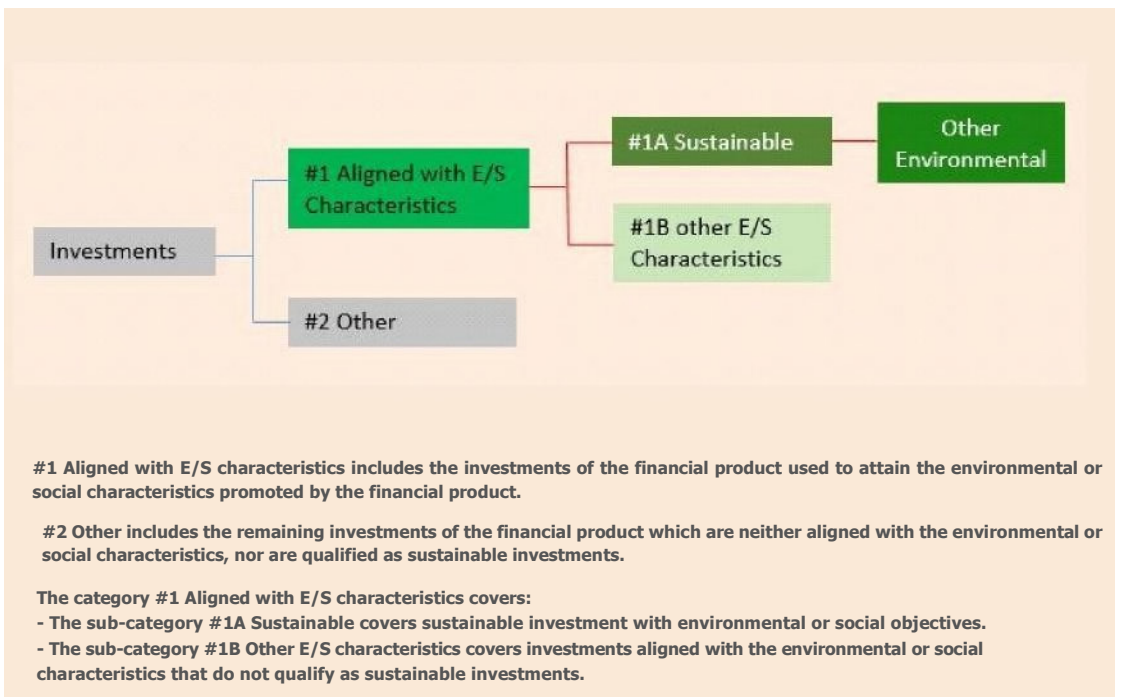 Other
Environmental
#1A Sustainable
#1 Aligned with E/S
Characteristics
#1B other E/S
Characteristics
Investments
#2 Other
#1 Aligned with E/S characteristics includes the investments of the financial product used to attain the environmental or
social characteristics promoted by the financial product.
#2 Other includes the remaining investments of the financial product which are neither aligned with the environmental or
social characteristics, nor are qualified as sustainable investments.
The category #1 Aligned with E/S characteristics covers:
- The sub-category #1A Sustainable covers sustainable investment with environmental or social objectives.
- The sub-category #1B Other E/S characteristics covers investments aligned with the environmental or social
characteristics that do not qualify as sustainable investments.